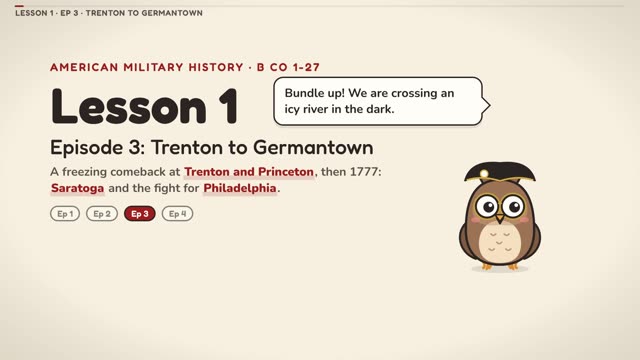 LESSON 1 · EP 3 · TRENTON TO GERMANTOWN
AMERICAN MILITARY HISTORY · B CO 1-27
Lesson 1
Bundle up! We are crossing an
icy river in the dark.
Episode 3: Trenton to Germantown
A freezing comeback at Trenton and Princeton, then 1777:
Saratoga and the fight for Philadelphia.
Ep 1 Ep 2 Ep 3 Ep 4